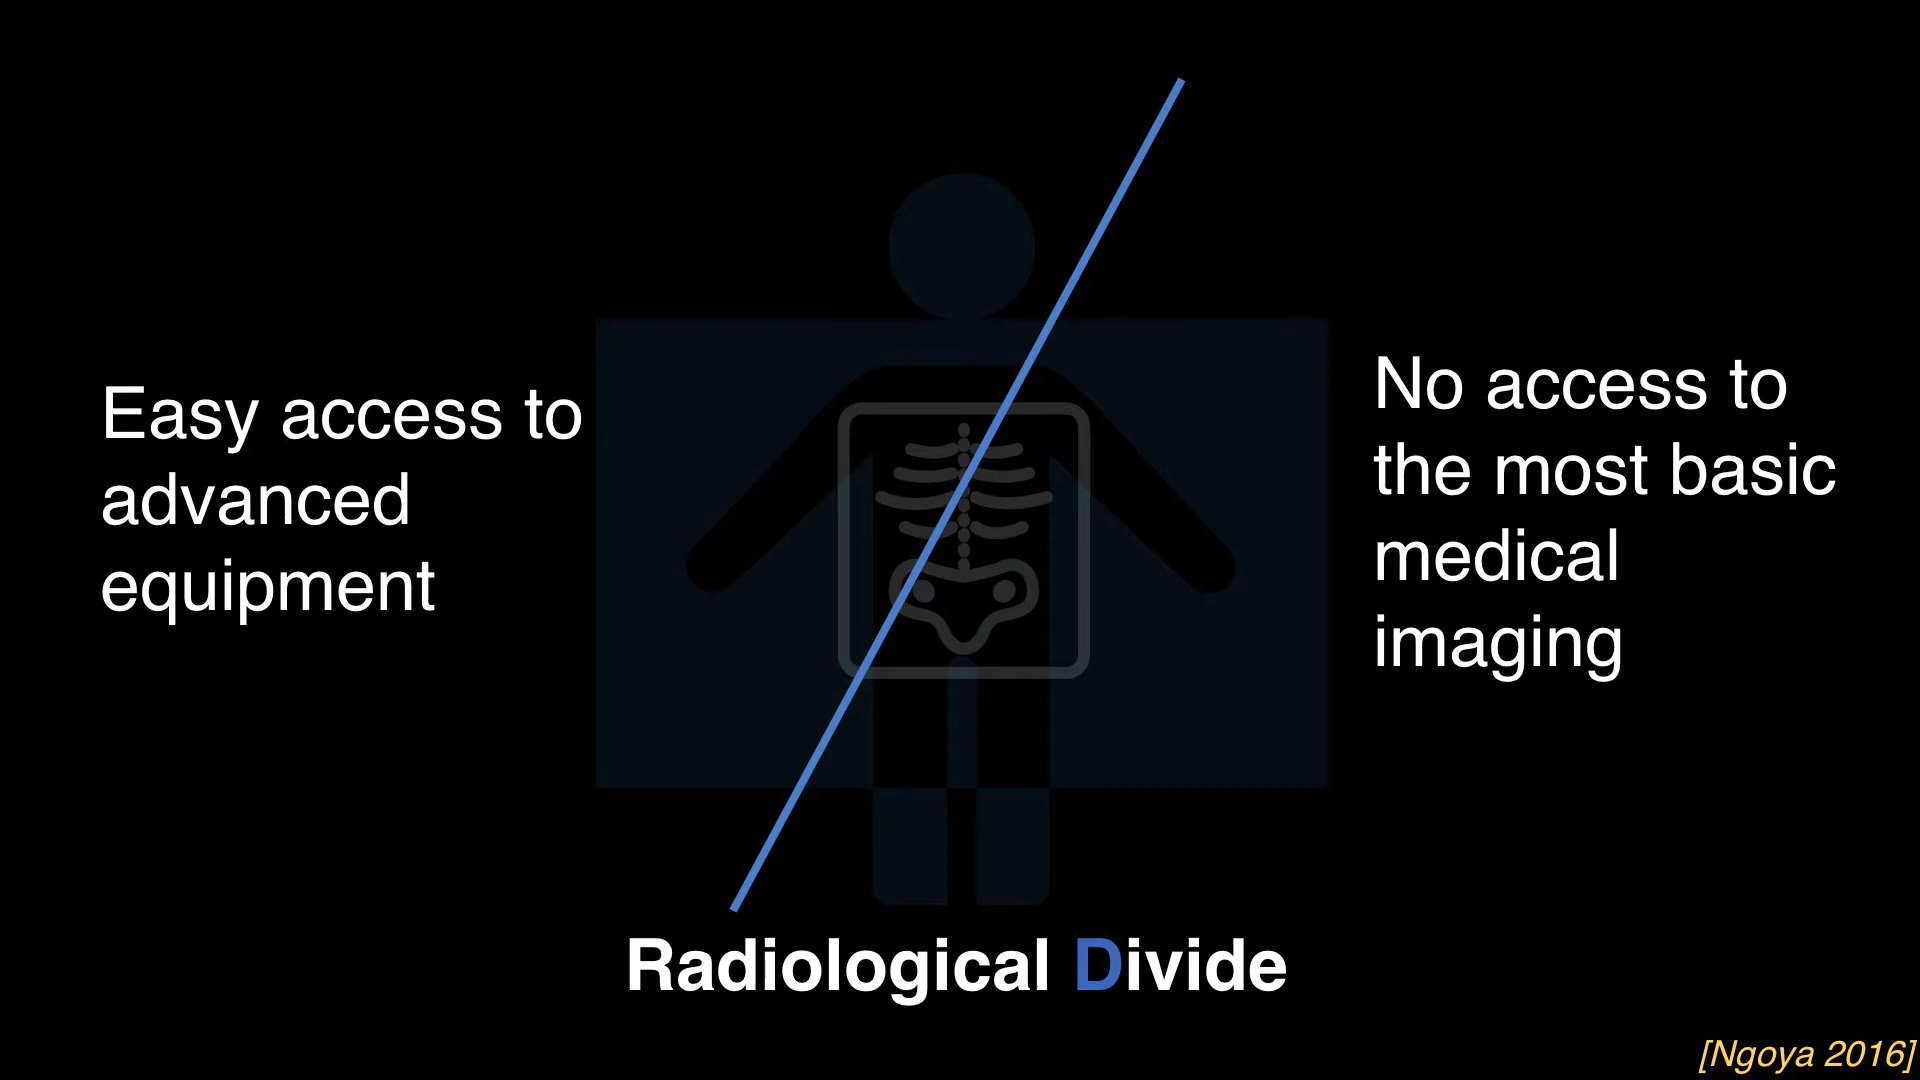 Easy access to
advanced
equipment
No access to
the most basic
medical
imaging
Radiological Divide
[Ngoya 2016]